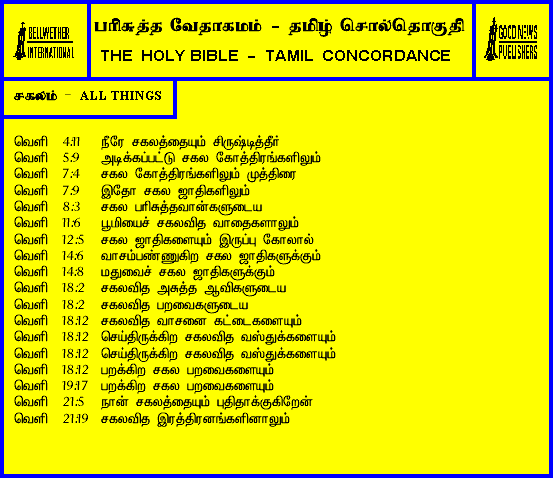 BELLWETHER
INTERNATIONAL
பரிசுத்த வேதாகமம் - தமிழ் சொல்தொகுதி
THE HOLY BIBLE - TAMIL CONCORDANCE
GOOD NEWS
PUBLISHERS
சகலம் - ALL THINGS
வெளி 4:11 நீரே சகலத்தையும் சிருஷ்டித்தீர்
வெளி 5:9 அடிக்கப்பட்டு சகல கோத்திரங்களிலும்
வெளி 7:4 சகல கோத்திரங்களிலும் முத்திரை
வெளி 7:9 இதோ சகல ஜாதிகளிலும்
வெளி 8:3 சகல பரிசுத்தவான்களுடைய
வெளி 11:6 பூமியைச் சகலவித வாதைகளாலும்
வெளி 12:5 சகல ஜாதிகளையும் இருப்பு கோலால்
வெளி 14:6 வாசம்பண்ணுகிற சகல ஜாதிகளுக்கும்
வெளி 14:8 மதுவைச் சகல ஜாதிகளுக்கும்
வெளி 18:2 சகலவித அசுத்த ஆவிகளுடைய
வெளி 18:2 சகலவித பறவைகளுடைய
வெளி 18:12 சகலவித வாசனை கட்டைகளையும்
வெளி 18:12 செய்திருக்கிற சகலவித வஸ்துக்களையும்
வெளி 18:12 செய்திருக்கிற சகலவித வஸ்துக்களையும்
வெளி 18:12 பறக்கிற சகல பறவைகளையும்
வெளி 19:17 பறக்கிற சகல பறவைகளையும்
வெளி 21:5 நான் சகலத்தையும் புதிதாக்குகிறேன்
வெளி 21:19 சகலவித இரத்திரனங்களினாலும்